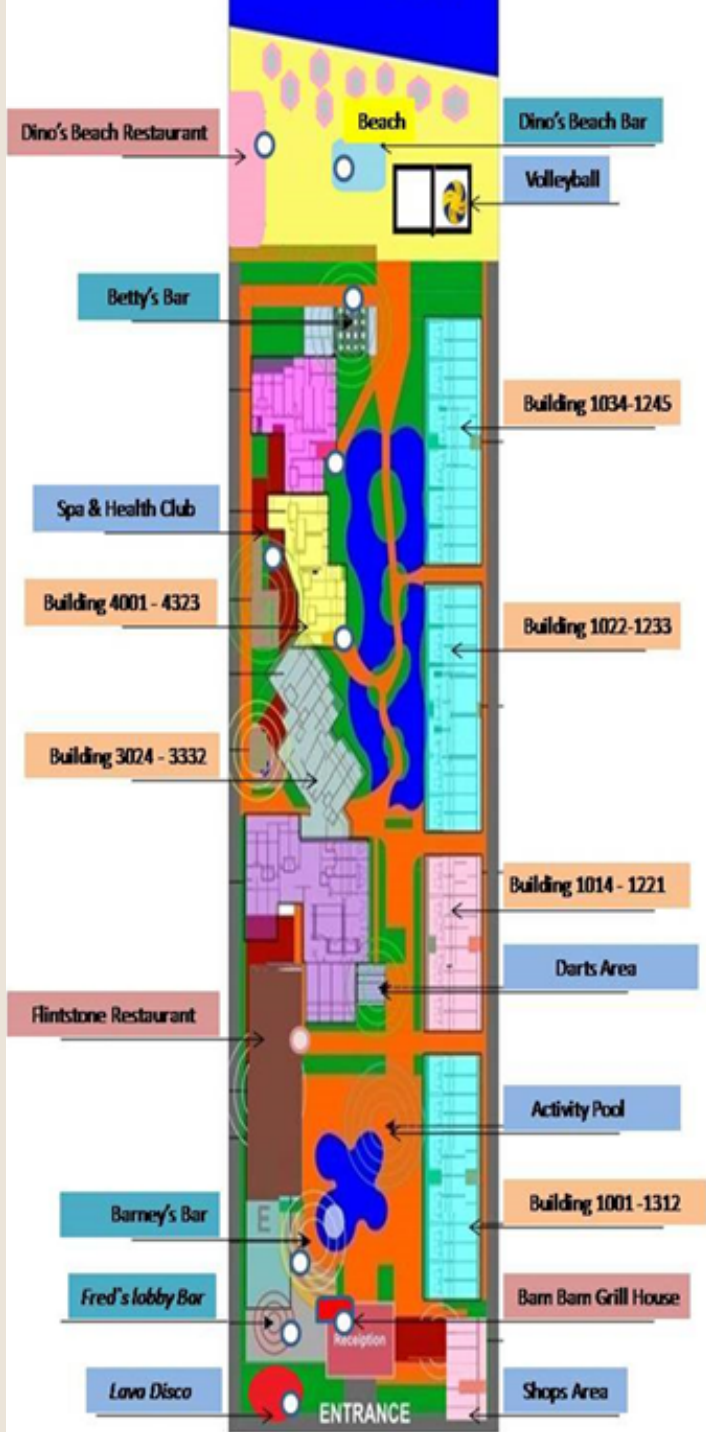 Dino's Beach Restaurant
Beach
Dino's Beach Bar
Volleyball
Betty's Bar
Building 1034-1245
Spa & Health Club
Building 4001 - 4323
Building 1022-1233
Building 3024 - 3332
Building 1014 - 1221
Darts Area
Flintstone Restaurant
Activity Pool
Building 1001 -1312
Barney's Bar
E
Fred's lobby Bar
Bam Bam Grill House
Reception
Lava Disco
Shops Area
ENTRANCE